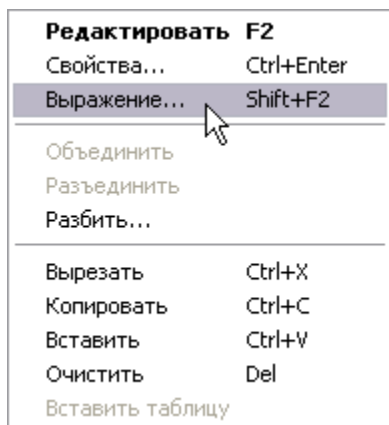 Редактировать F2
Свойства... Ctrl+Enter
Выражение... Shift+F2
Объединить
Разъединить
Разбить...
Вырезать Ctrl+X
Копировать Ctrl+C
Вставить Ctrl+V
Очистить Del
Вставить таблицу